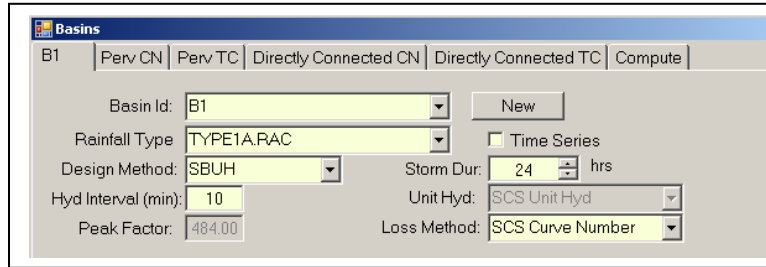 Basins
B1 Perv CN Perv TC Directly Connected CN Directly Connected TC Compute
Basin Id: B1 New
Rainfall Type TYPE1A.RAC Time Series
Design Method: SBUH Storm Dur: 24 hrs
Hyd Interval (min): 10 Unit Hyd: SCS Unit Hyd
Peak Factor: 484.00 Loss Method: SCS Curve Number